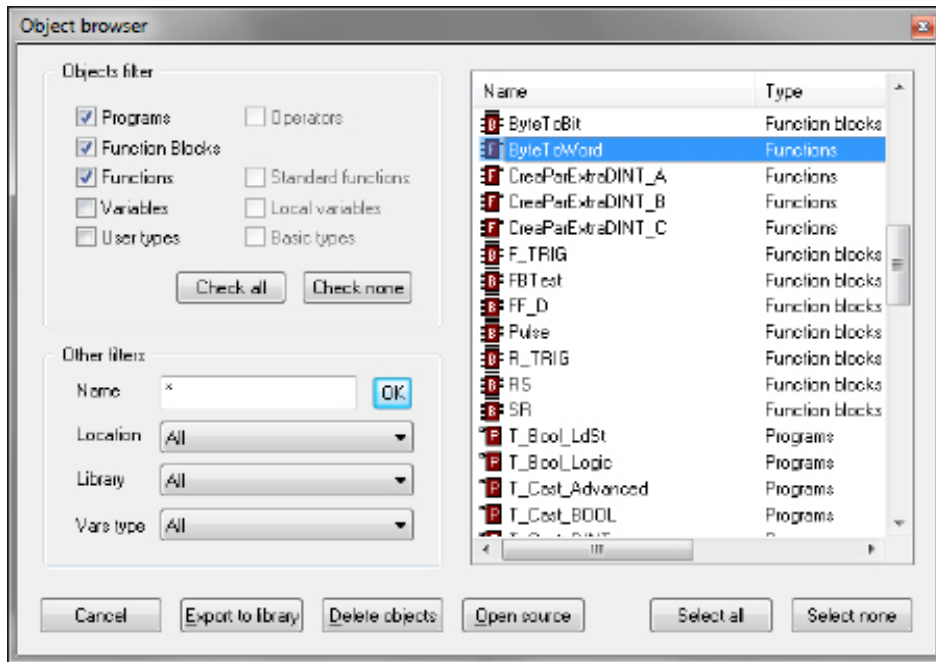 Object browser
Objects filter
Programs
Operators
Function Blocks
Functions
Standard functions
Variables
Local variables
User types
Basic types
Check all
Check none
Other filters
Name
*
OK
Location
All
Library
All
Vars type
All
Name Type
ByteToBit Function blocks
ByteToWord Functions
CreaParExtraDINT_A Functions
CreaParExtraDINT_B Functions
CreaParExtraDINT_C Functions
F_TRIG Function blocks
FBTest Function blocks
FF_D Function blocks
Pulse Function blocks
R_TRIG Function blocks
RS Function blocks
SR Function blocks
T_Bool_LdSt Programs
T_Bool_Logic Programs
T_Cast_Advanced Programs
T_Cast_BOOL Programs
Cancel
Export to library
Delete objects
Open source
Select all
Select none